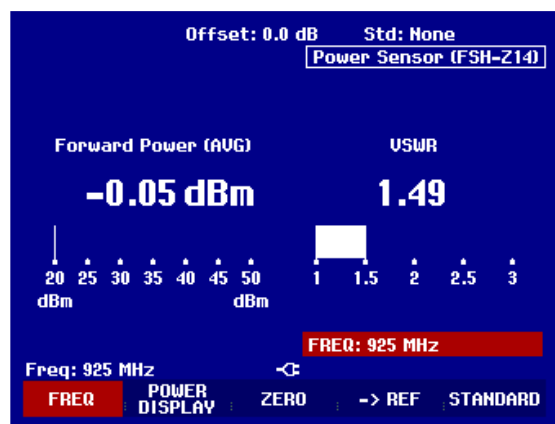 Offset: 0.0 dB Std: None
Power Sensor (FSH-Z14)
Forward Power (AVG) VSWR
-0.05 dBm 1.49
20 25 30 35 40 45 50 1 1.5 2 2.5 3
dBm dBm
FREQ: 925 MHz
Freq: 925 MHz
FREQ POWER DISPLAY ZERO -> REF STANDARD